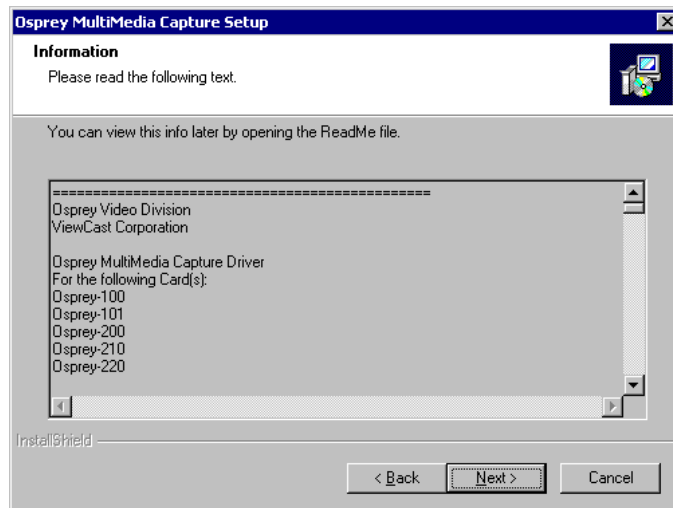 Osprey MultiMedia Capture Setup
Information
Please read the following text.
You can view this info later by opening the ReadMe file.
===============================================
Osprey Video Division
ViewCast Corporation
Osprey MultiMedia Capture Driver
For the following Card(s):
Osprey-100
Osprey-101
Osprey-200
Osprey-210
Osprey-220
InstallShield
< Back
Next >
Cancel